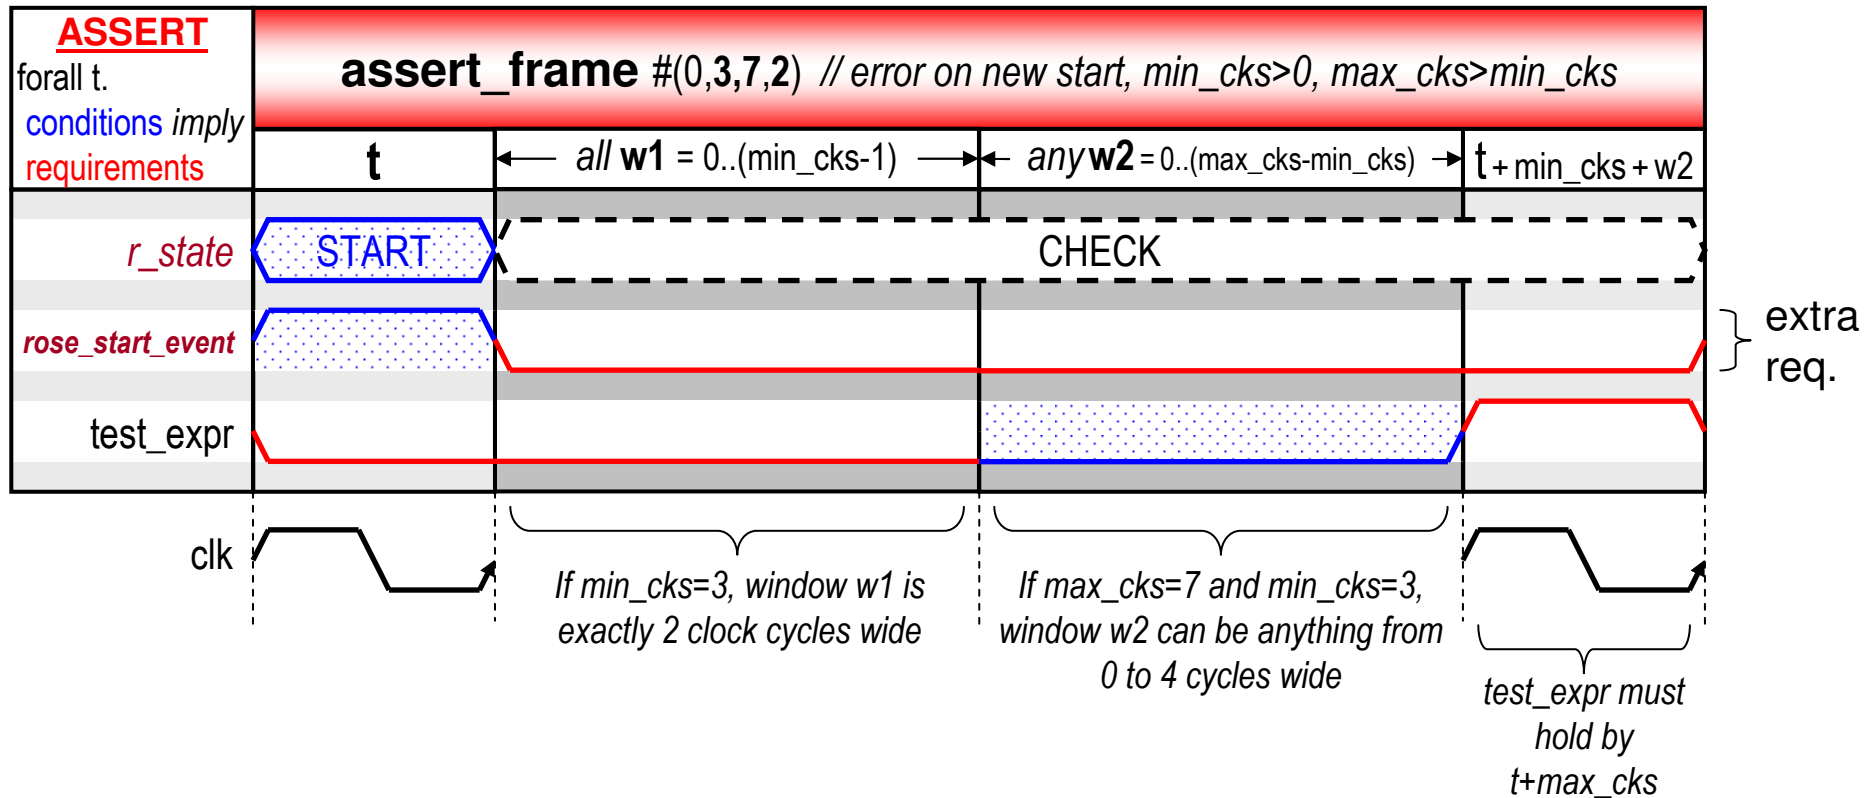 ASSERT
forall t.
conditions imply
requirements
assert_frame #(0,3,7,2) // error on new start, min_cks>0, max_cks>min_cks
t
all w1 = 0..(min_cks-1)
any w2 = 0..(max_cks-min_cks)
t + min_cks + w2
r_state
START
CHECK
rose_start_event
extra
req.
test_expr
clk
If min_cks=3, window w1 is
exactly 2 clock cycles wide
If max_cks=7 and min_cks=3,
window w2 can be anything from
0 to 4 cycles wide
test_expr must
hold by
t+max_cks